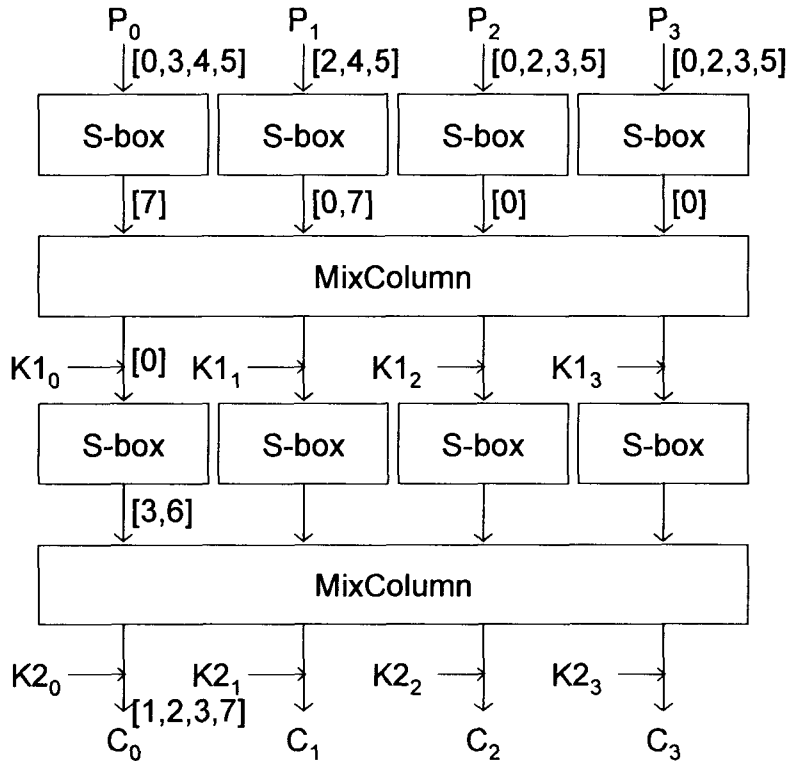 P₀ P₁ P₂ P₃
[0,3,4,5] [2,4,5] [0,2,3,5] [0,2,3,5]
S-box S-box S-box S-box
[7] [0,7] [0] [0]
MixColumn
K1₀ [0] K1₁ K1₂ K1₃
S-box S-box S-box S-box
[3,6]
MixColumn
K2₀ K2₁ K2₂ K2₃
[1,2,3,7]
C₀ C₁ C₂ C₃